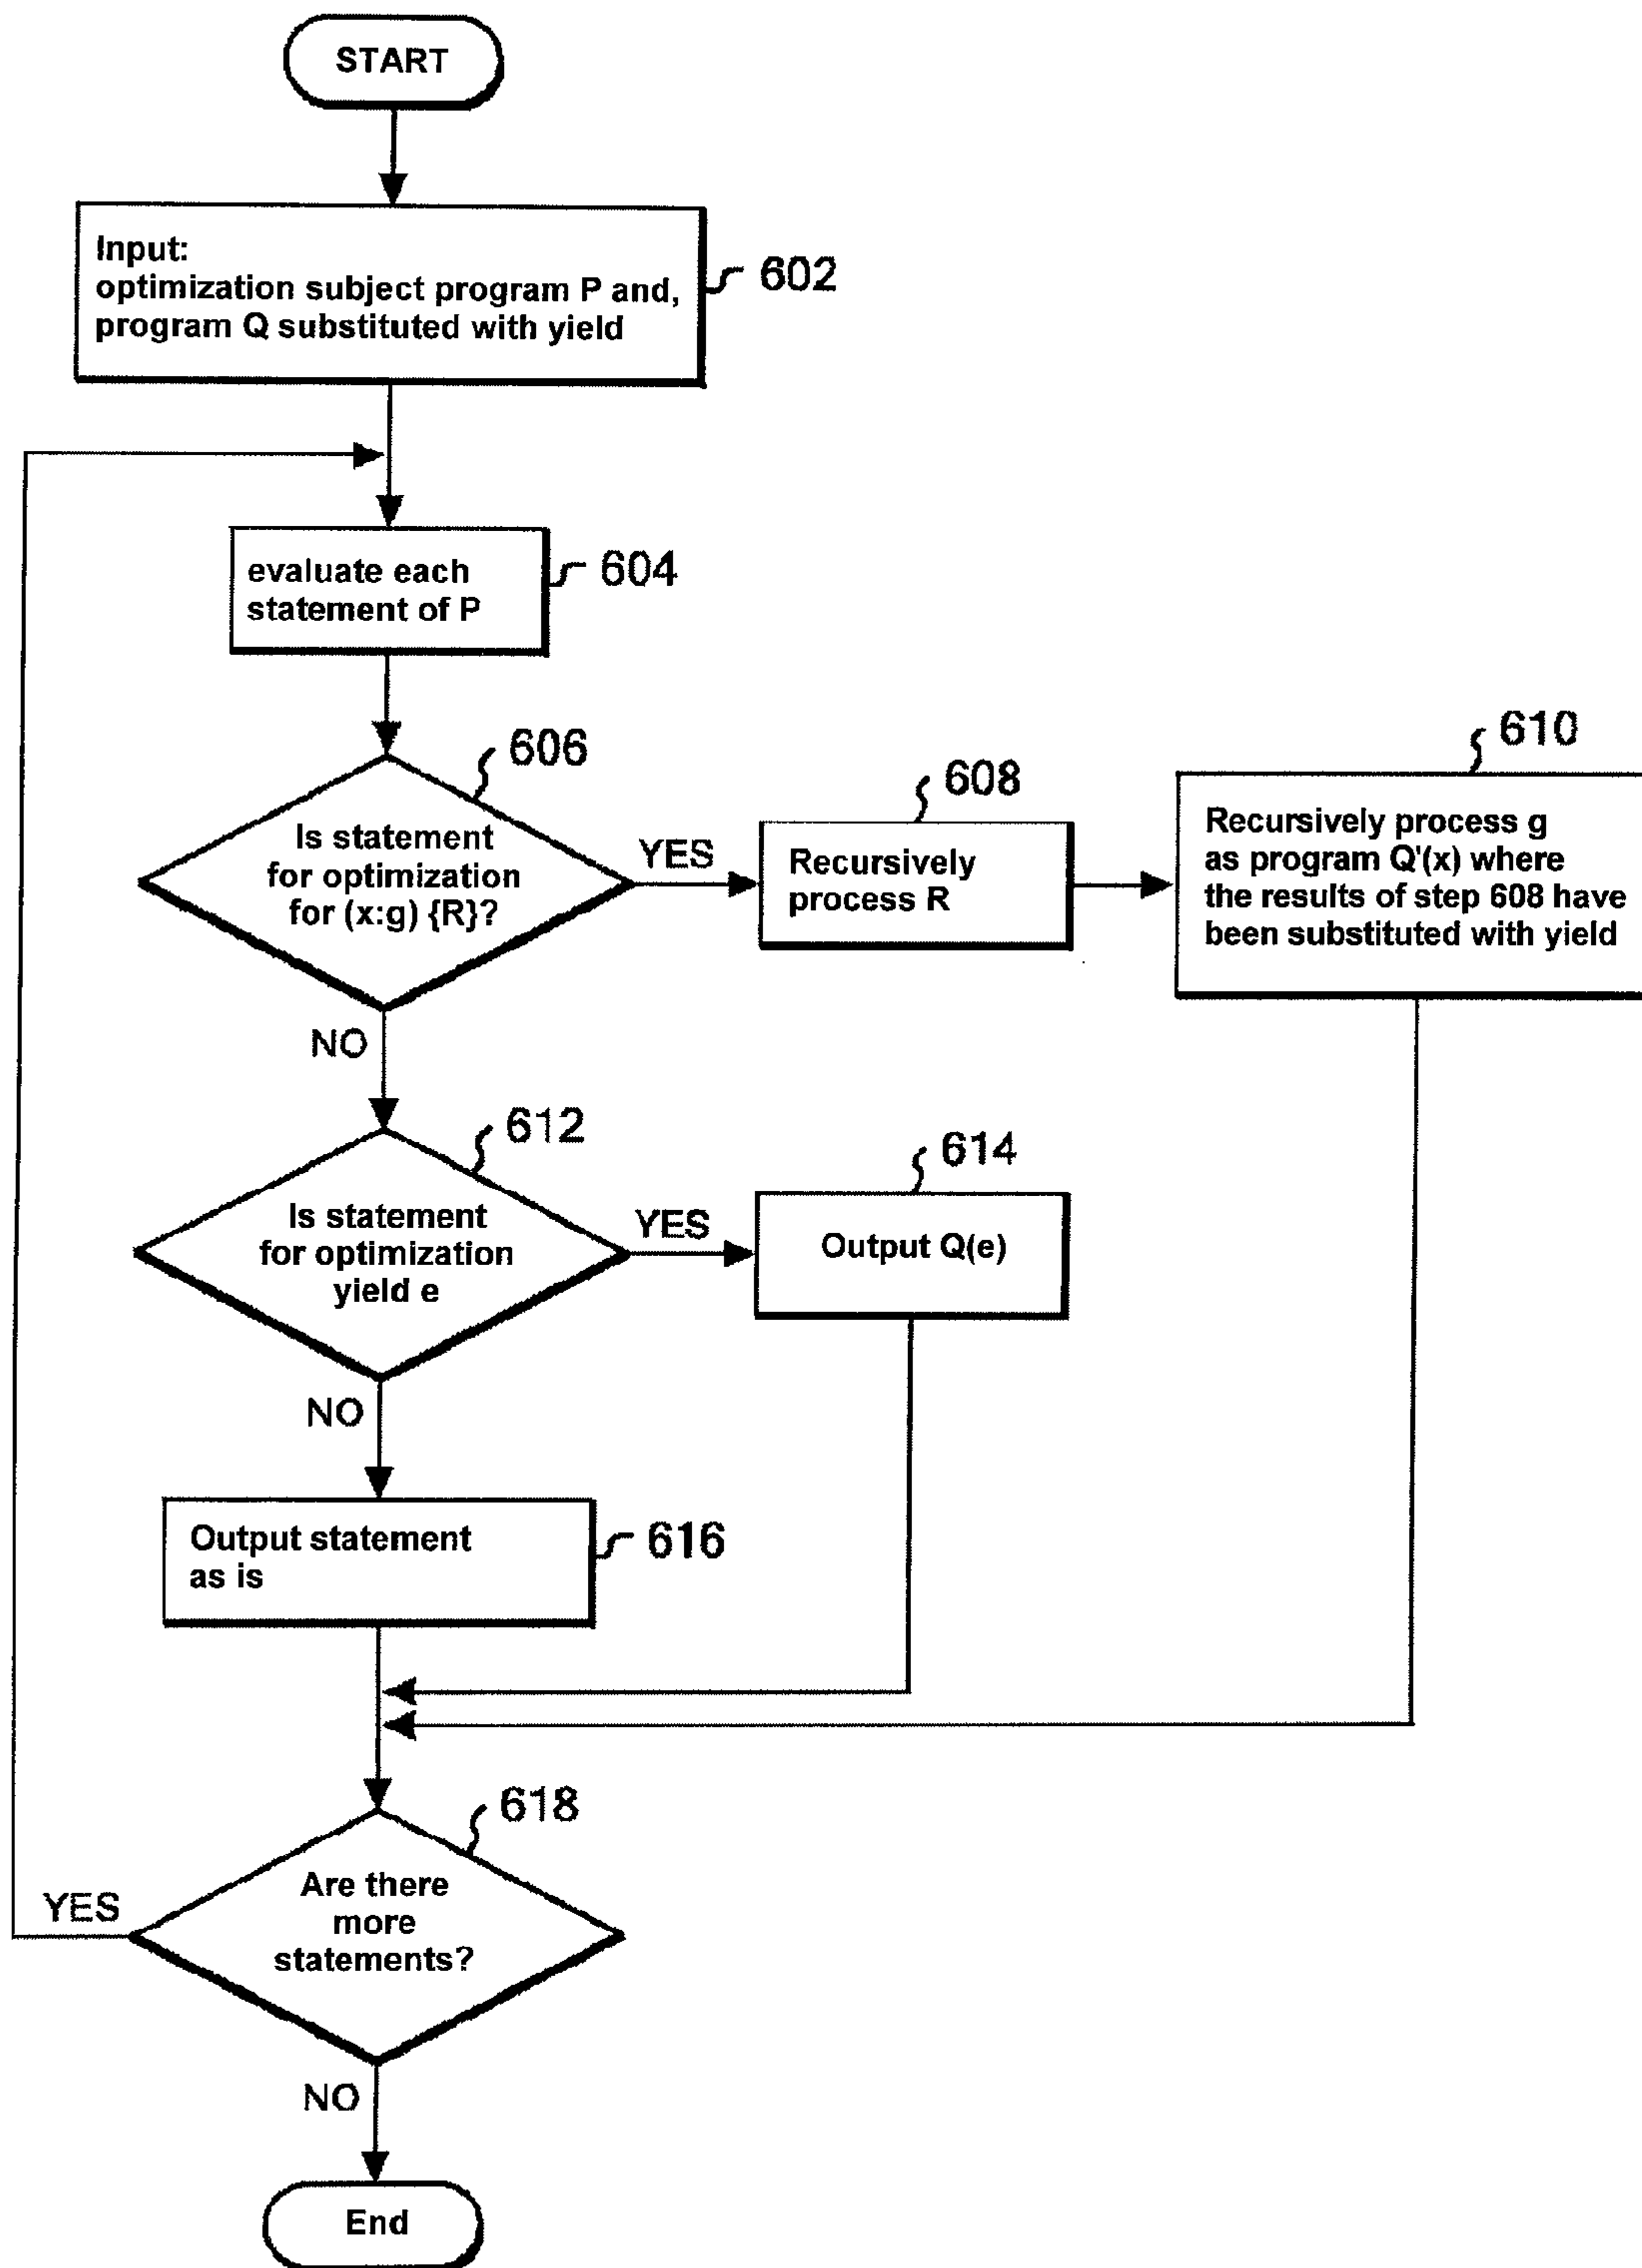 START
Input:
optimization subject program P and,
program Q substituted with yield
602
evaluate each
statement of P
604
606
Is statement
for optimization
for (x:g) {R}?
YES
608
Recursively
process R
610
Recursively process g
as program Q'(x) where
the results of step 608 have
been substituted with yield
NO
612
Is statement
for optimization
yield e
YES
614
Output Q(e)
NO
Output statement
as is
616
618
Are there
more
statements?
YES
NO
End